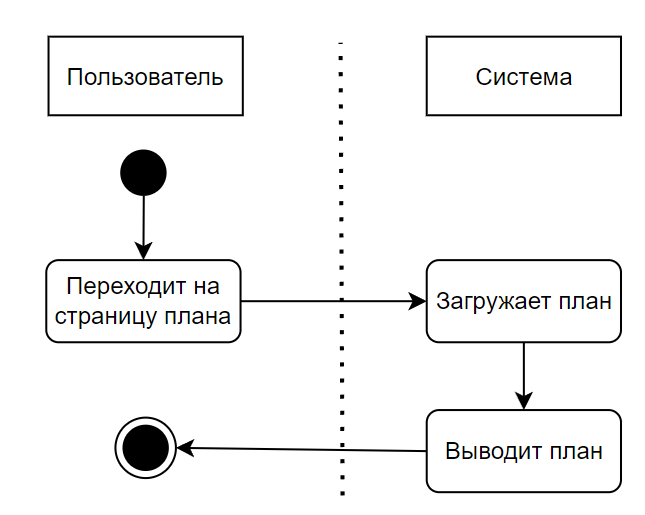 Пользователь
Система
Переходит на
страницу плана
Загружает план
Выводит план